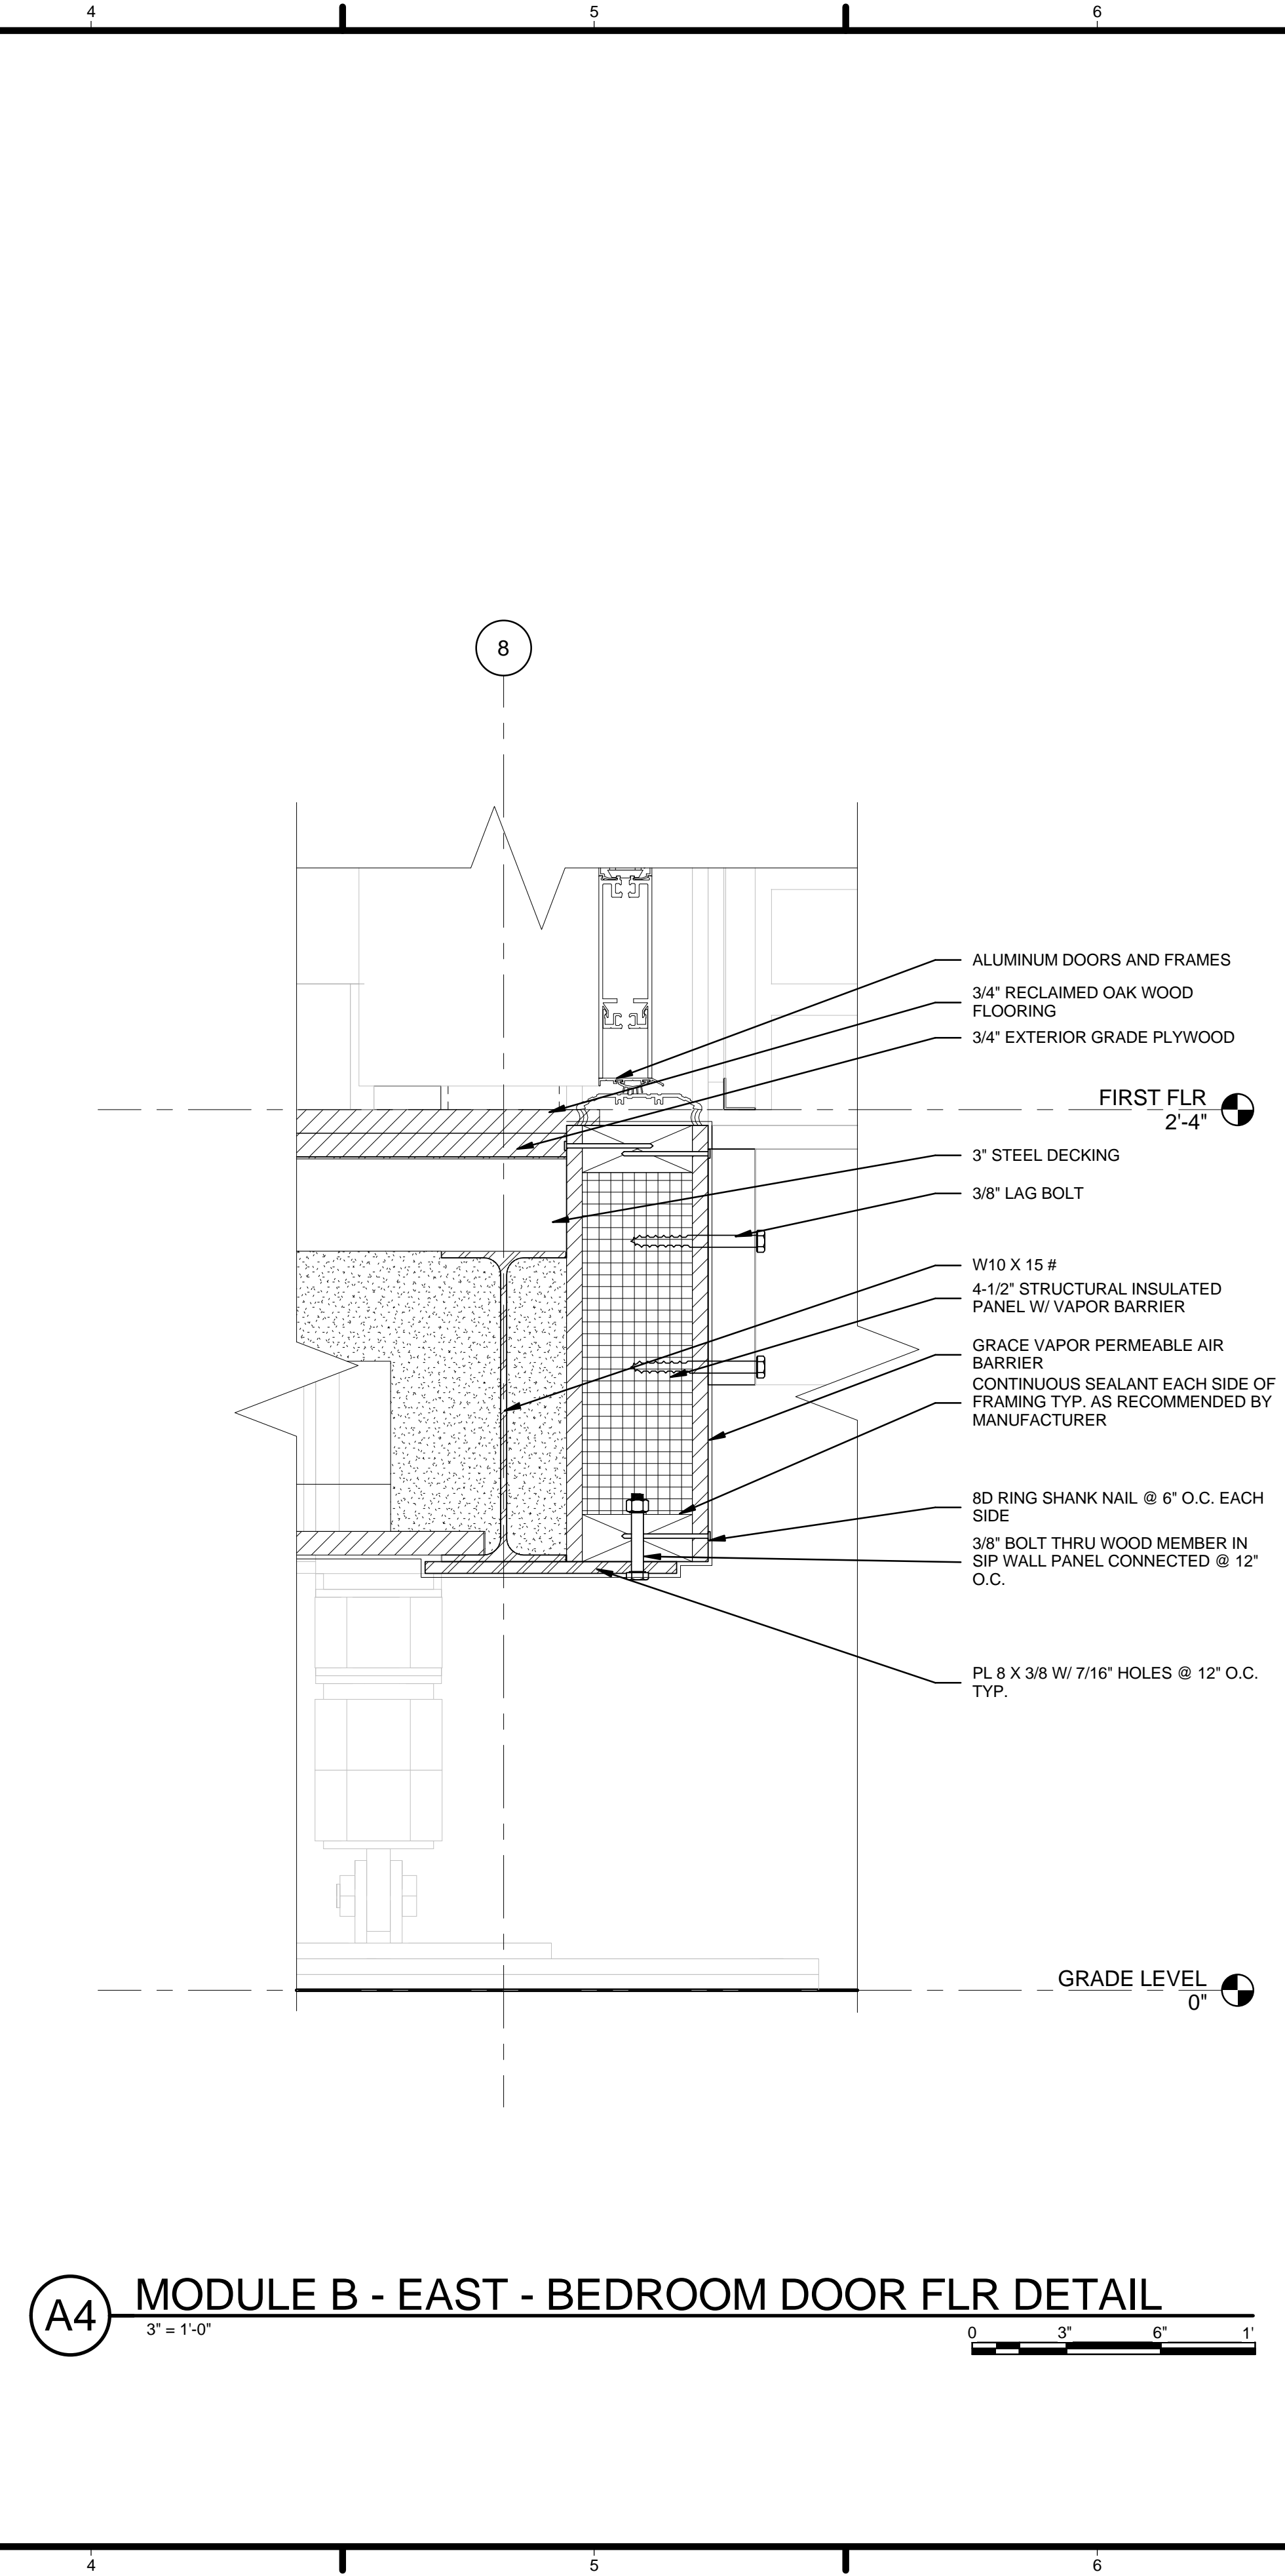 4 5 6
8
ALUMINUM DOORS AND FRAMES
3/4" RECLAIMED OAK WOOD
FLOORING
3/4" EXTERIOR GRADE PLYWOOD
FIRST FLR
2'-4"
3" STEEL DECKING
3/8" LAG BOLT
W10 X 15 #
4-1/2" STRUCTURAL INSULATED
PANEL W/ VAPOR BARRIER
GRACE VAPOR PERMEABLE AIR
BARRIER
CONTINUOUS SEALANT EACH SIDE OF
FRAMING TYP. AS RECOMMENDED BY
MANUFACTURER
8D RING SHANK NAIL @ 6" O.C. EACH
SIDE
3/8" BOLT THRU WOOD MEMBER IN
SIP WALL PANEL CONNECTED @ 12"
O.C.
PL 8 X 3/8 W/ 7/16" HOLES @ 12" O.C.
TYP.
GRADE LEVEL
0"
A4 MODULE B - EAST - BEDROOM DOOR FLR DETAIL
3" = 1'-0"
0 3" 6" 1'
4 5 6